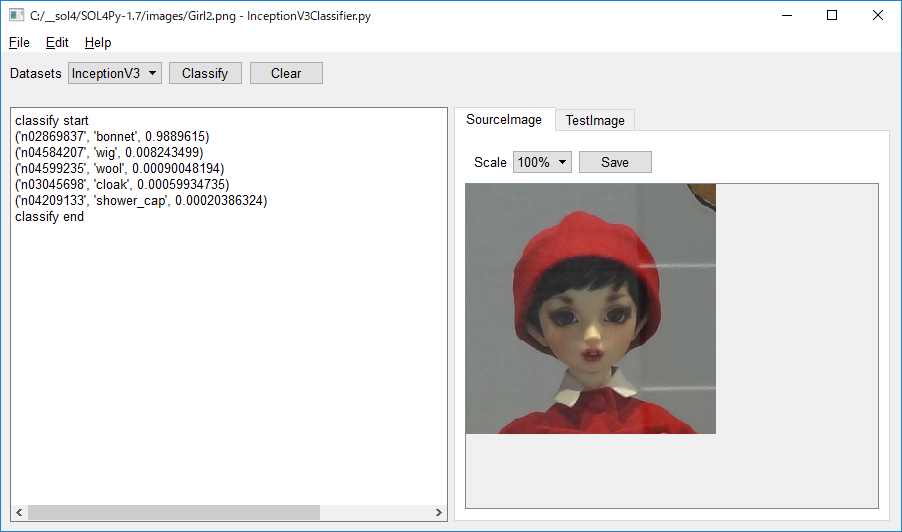 C:/__sol4/SOL4Py-1.7/images/Girl2.png - InceptionV3Classifier.py
File Edit Help
Datasets InceptionV3 Classify Clear
classify start
('n02869837', 'bonnet', 0.9889615)
('n04584207', 'wig', 0.008243499)
('n04599235', 'wool', 0.00090048194)
('n03045698', 'cloak', 0.00059934735)
('n04209133', 'shower_cap', 0.00020386324)
classify end
SourceImage TestImage
Scale 100% Save